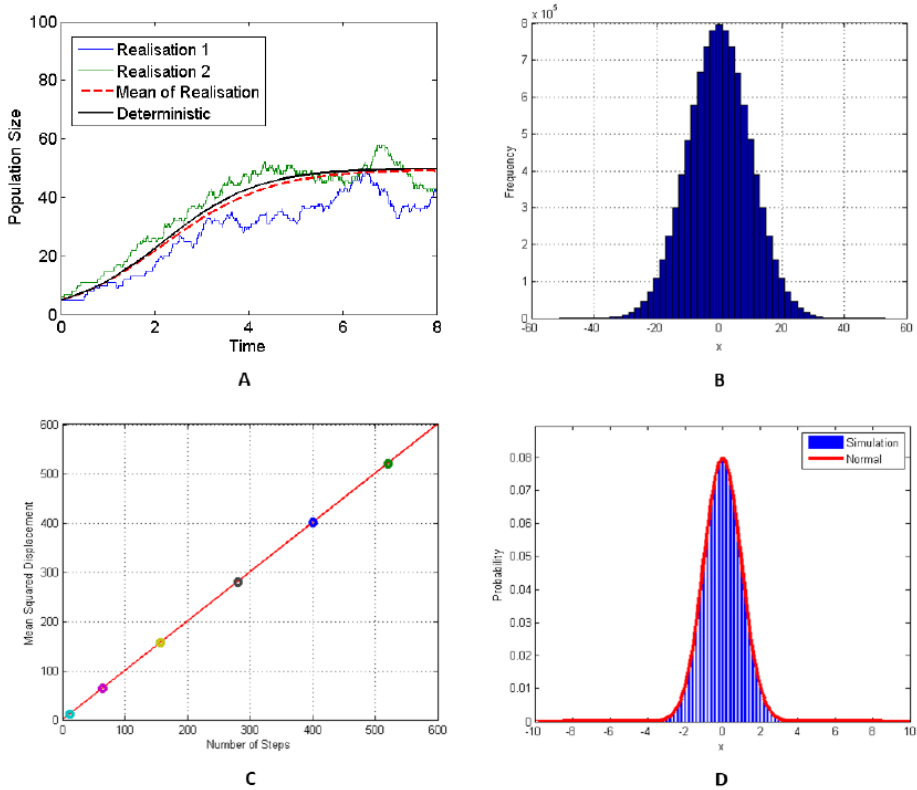 100
80
60
40
20
0
Population Size
Realisation 1
Realisation 2
Mean of Realisation
Deterministic
0 2 4 6 8
Time
A
x 10^5
8
7
6
5
4
3
2
1
0
Frequency
-60 -40 -20 0 20 40 60
x
B
600
500
400
300
200
100
0
Mean Squared Displacement
0 100 200 300 400 500 600
Number of Steps
C
0.08
0.07
0.06
0.05
0.04
0.03
0.02
0.01
0
Probability
Simulation
Normal
-10 -8 -6 -4 -2 0 2 4 6 8 10
x
D